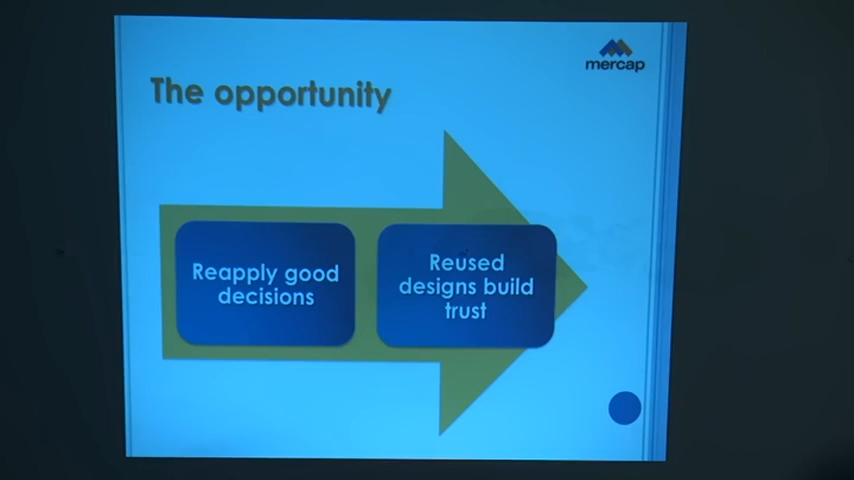 mercap
The opportunity
Reapply good
decisions
Reused
designs build
trust